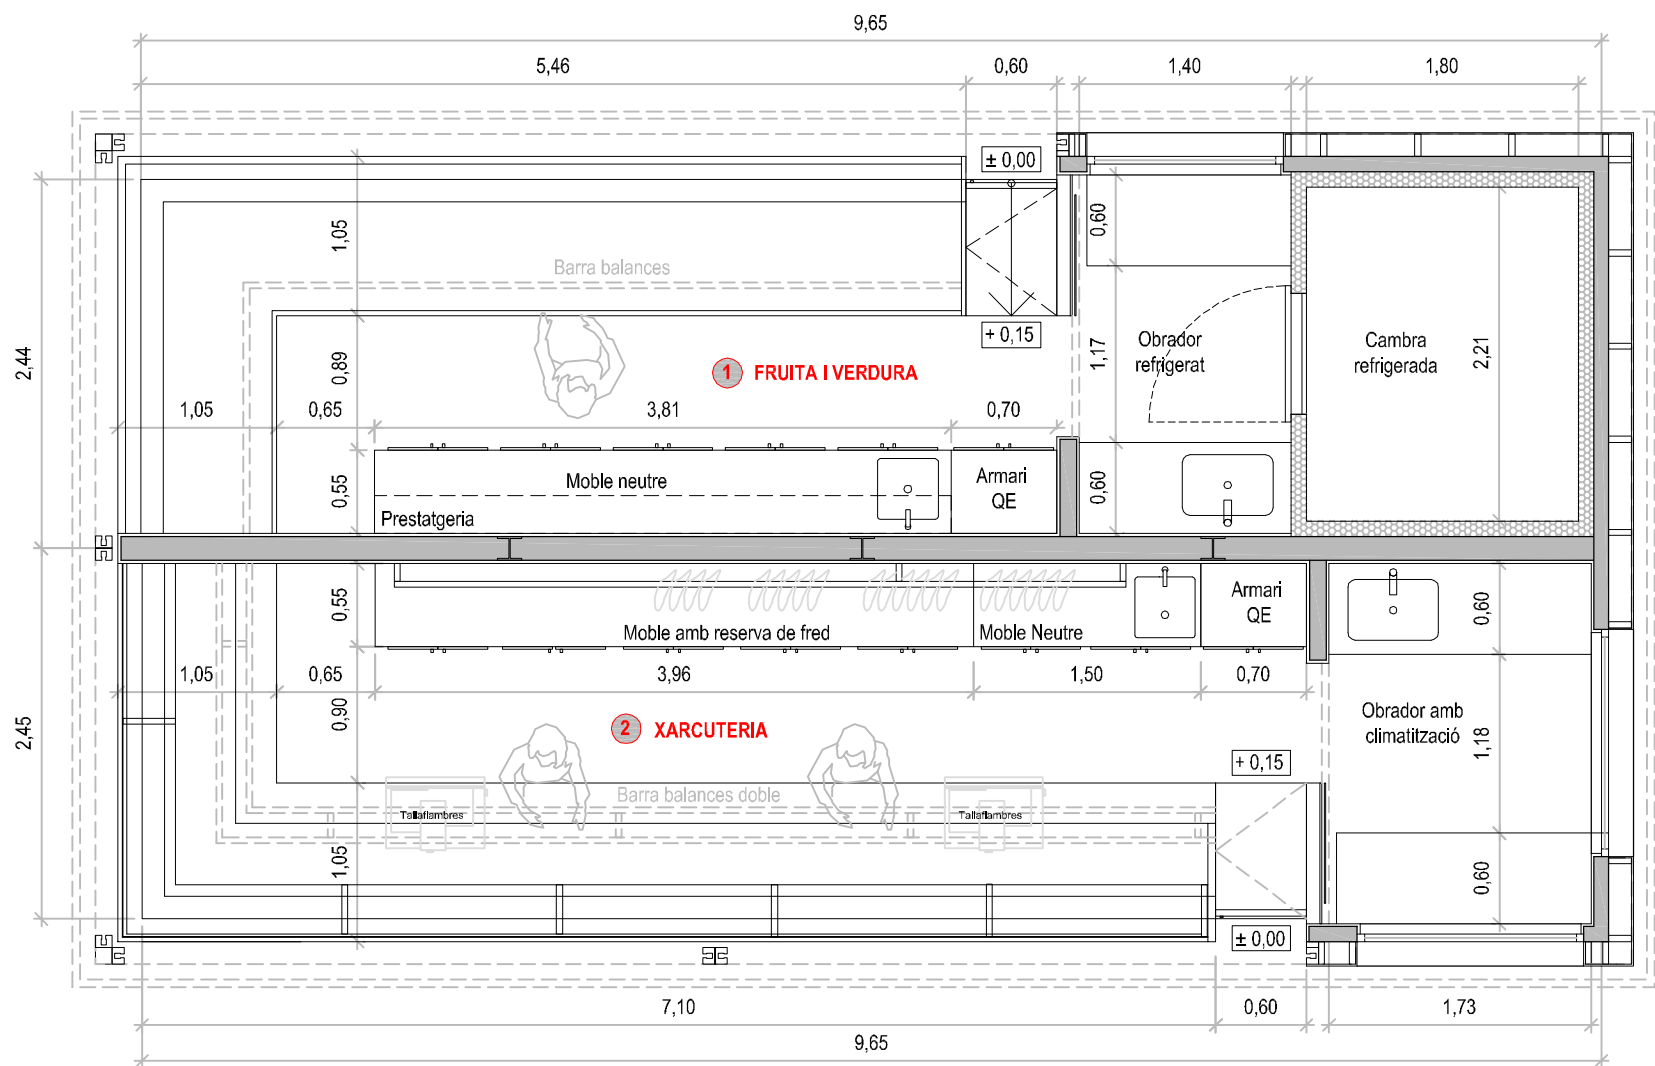 9,65
5,46
0,60
1,40
1,80
± 0,00
1,05
0,60
Barra balances
+ 0,15
2,44
0,89
1 FRUITA I VERDURA
1,17
Obrador
refrigerat
Cambra
refrigerada
2,21
1,05
0,65
3,81
0,70
0,55
Moble neutre
Prestatgeria
Armari
QE
0,60
0,55
Moble amb reserva de fred
Moble Neutre
Armari
QE
0,60
1,05
0,65
3,96
1,50
0,70
2,45
0,90
2 XARCUTERIA
Obrador amb
climatització
1,18
+ 0,15
Barra balances doble
Tallafiambres
Tallafiambres
1,05
0,60
± 0,00
7,10
0,60
1,73
9,65